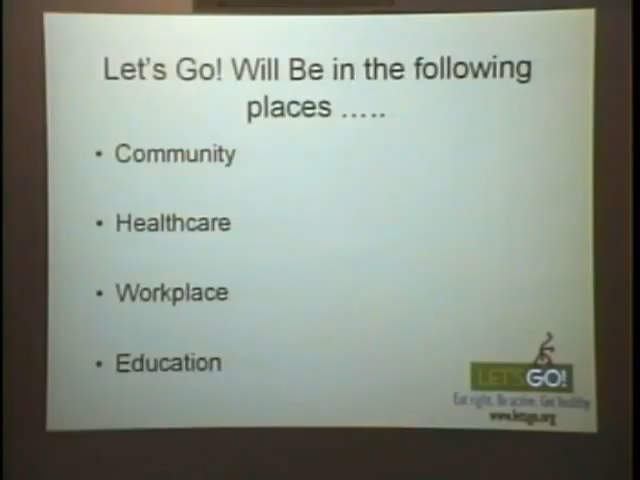 Let's Go! Will Be in the following
places .....
• Community
• Healthcare
• Workplace
• Education
LET'S GO!
Eat right. Be active. Get healthy.
www.letsgo.org